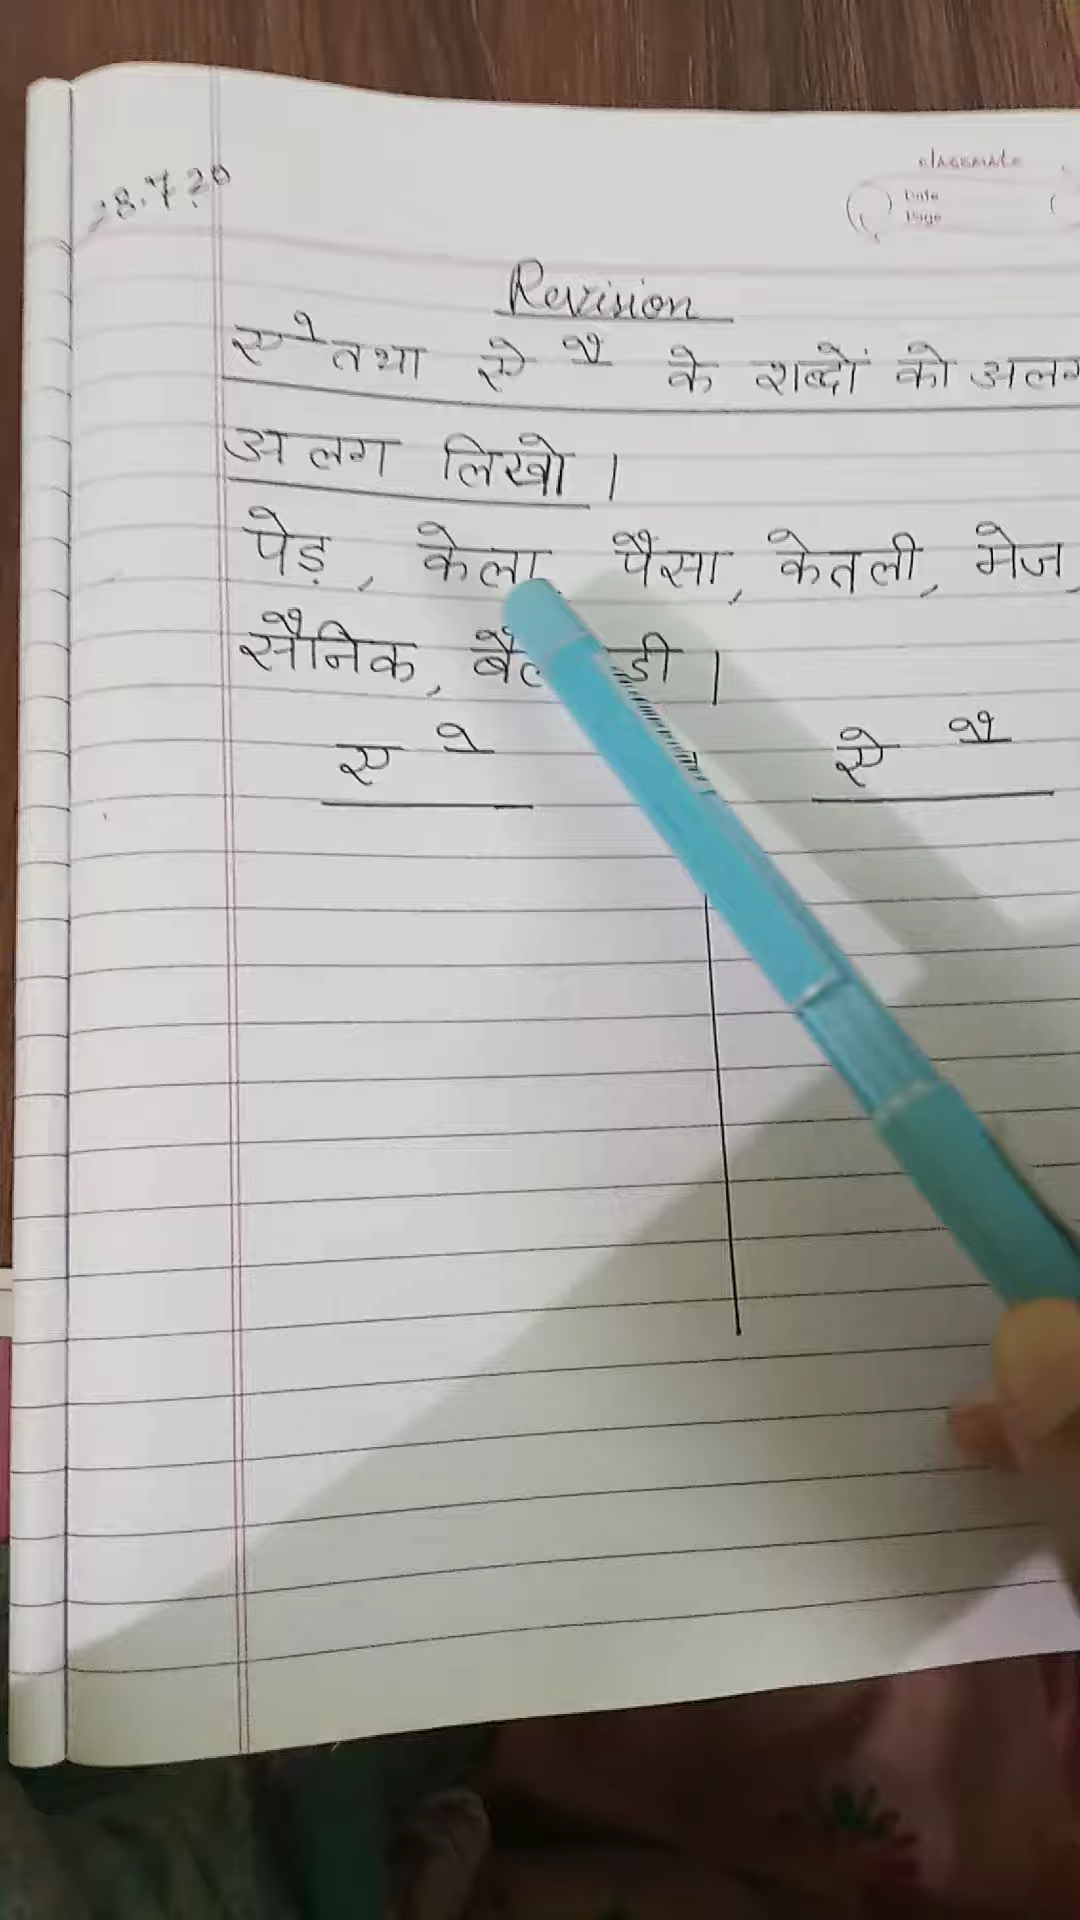 28.7.20
classmate
Date
Page
Revision
ए े तथा ऐ ै के शब्दों को अलग
अलग लिखो ।
पेड़, केला, पैसा, केतली, मेज,
सैनिक, डी ।
ए े ऐ ै